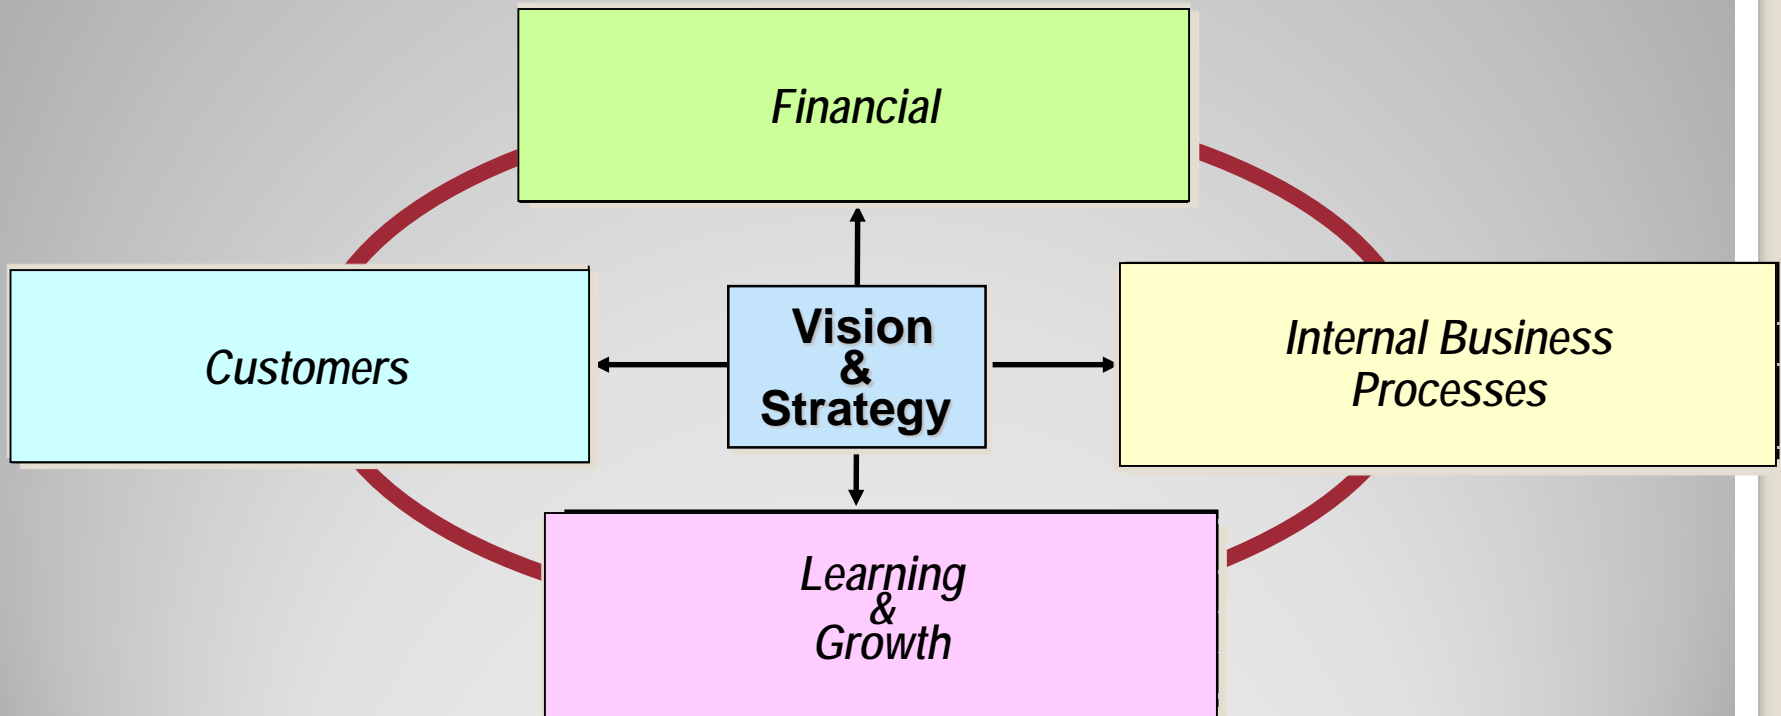 Financial
Customers
Vision
&
Strategy
Internal Business
Processes
Learning
&
Growth